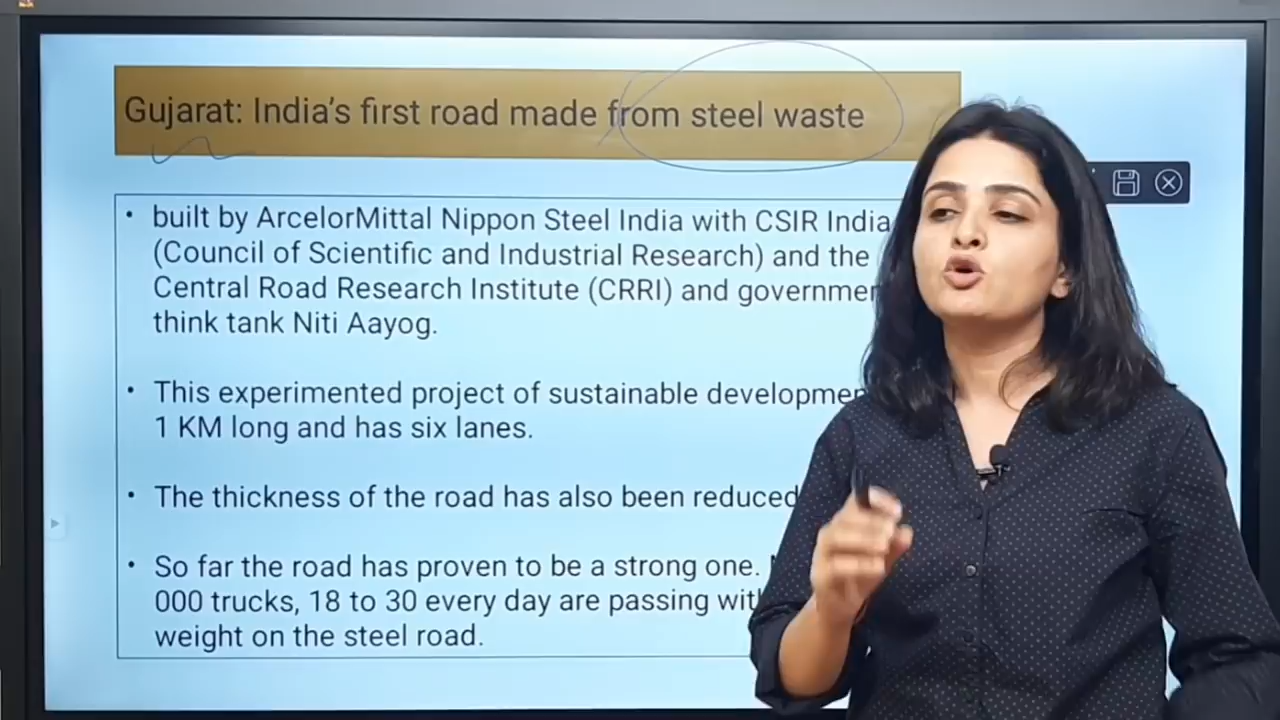 Gujarat: India's first road made from steel waste
• built by ArcelorMittal Nippon Steel India with CSIR India
(Council of Scientific and Industrial Research) and the
Central Road Research Institute (CRRI) and
think tank Niti Aayog.
• This experimented project of sustainable
1 KM long and has six lanes.
• The thickness of the road has also been reduced
• So far the road has proven to be a strong one.
000 trucks, 18 to 30 every day are passing
weight on the steel road.